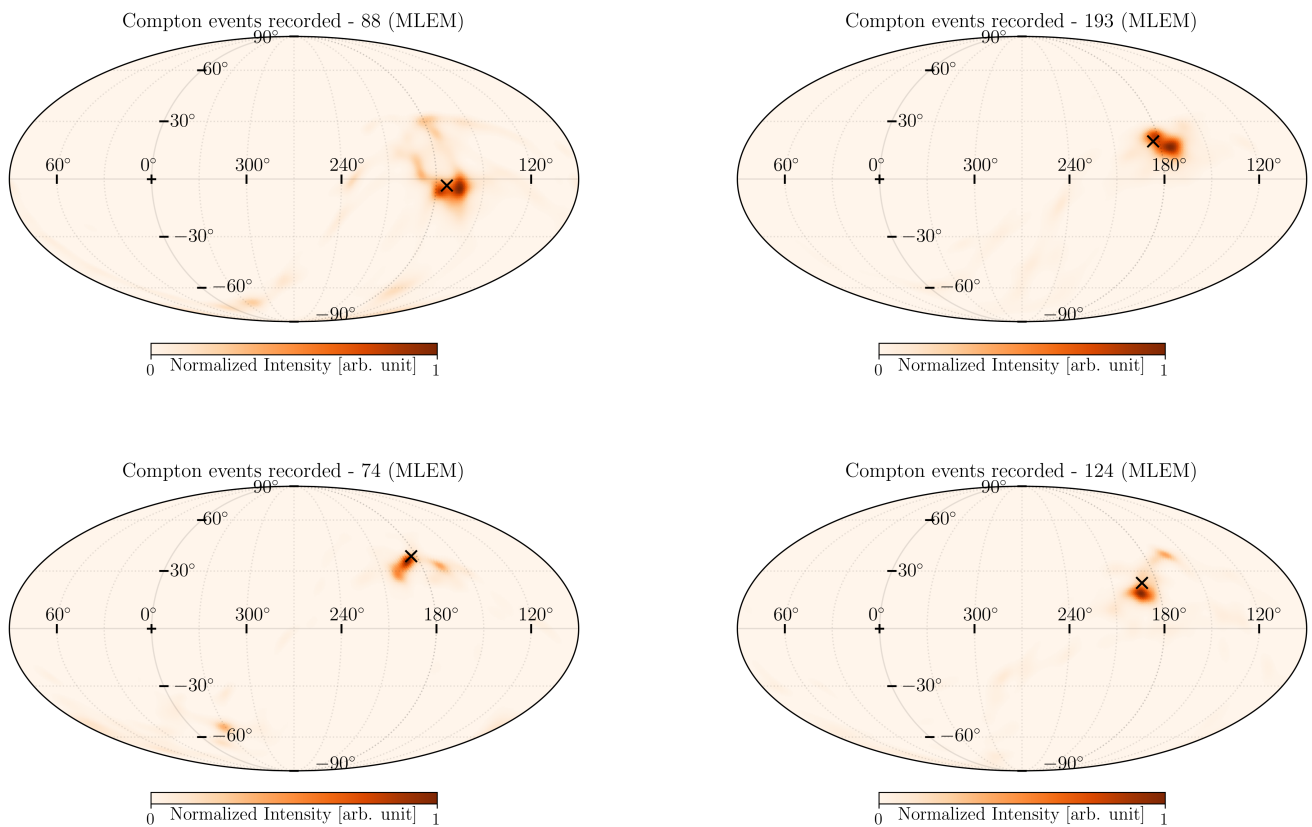 Compton events recorded - 88 (MLEM)
90°
60°
30°
60° 0° 300° 240° 180° 120°
−30°
−60°
−90°
0 Normalized Intensity [arb. unit] 1
Compton events recorded - 193 (MLEM)
90°
60°
30°
60° 0° 300° 240° 180° 120°
−30°
−60°
−90°
0 Normalized Intensity [arb. unit] 1
Compton events recorded - 74 (MLEM)
90°
60°
30°
60° 0° 300° 240° 180° 120°
−30°
−60°
−90°
0 Normalized Intensity [arb. unit] 1
Compton events recorded - 124 (MLEM)
90°
60°
30°
60° 0° 300° 240° 180° 120°
−30°
−60°
−90°
0 Normalized Intensity [arb. unit] 1